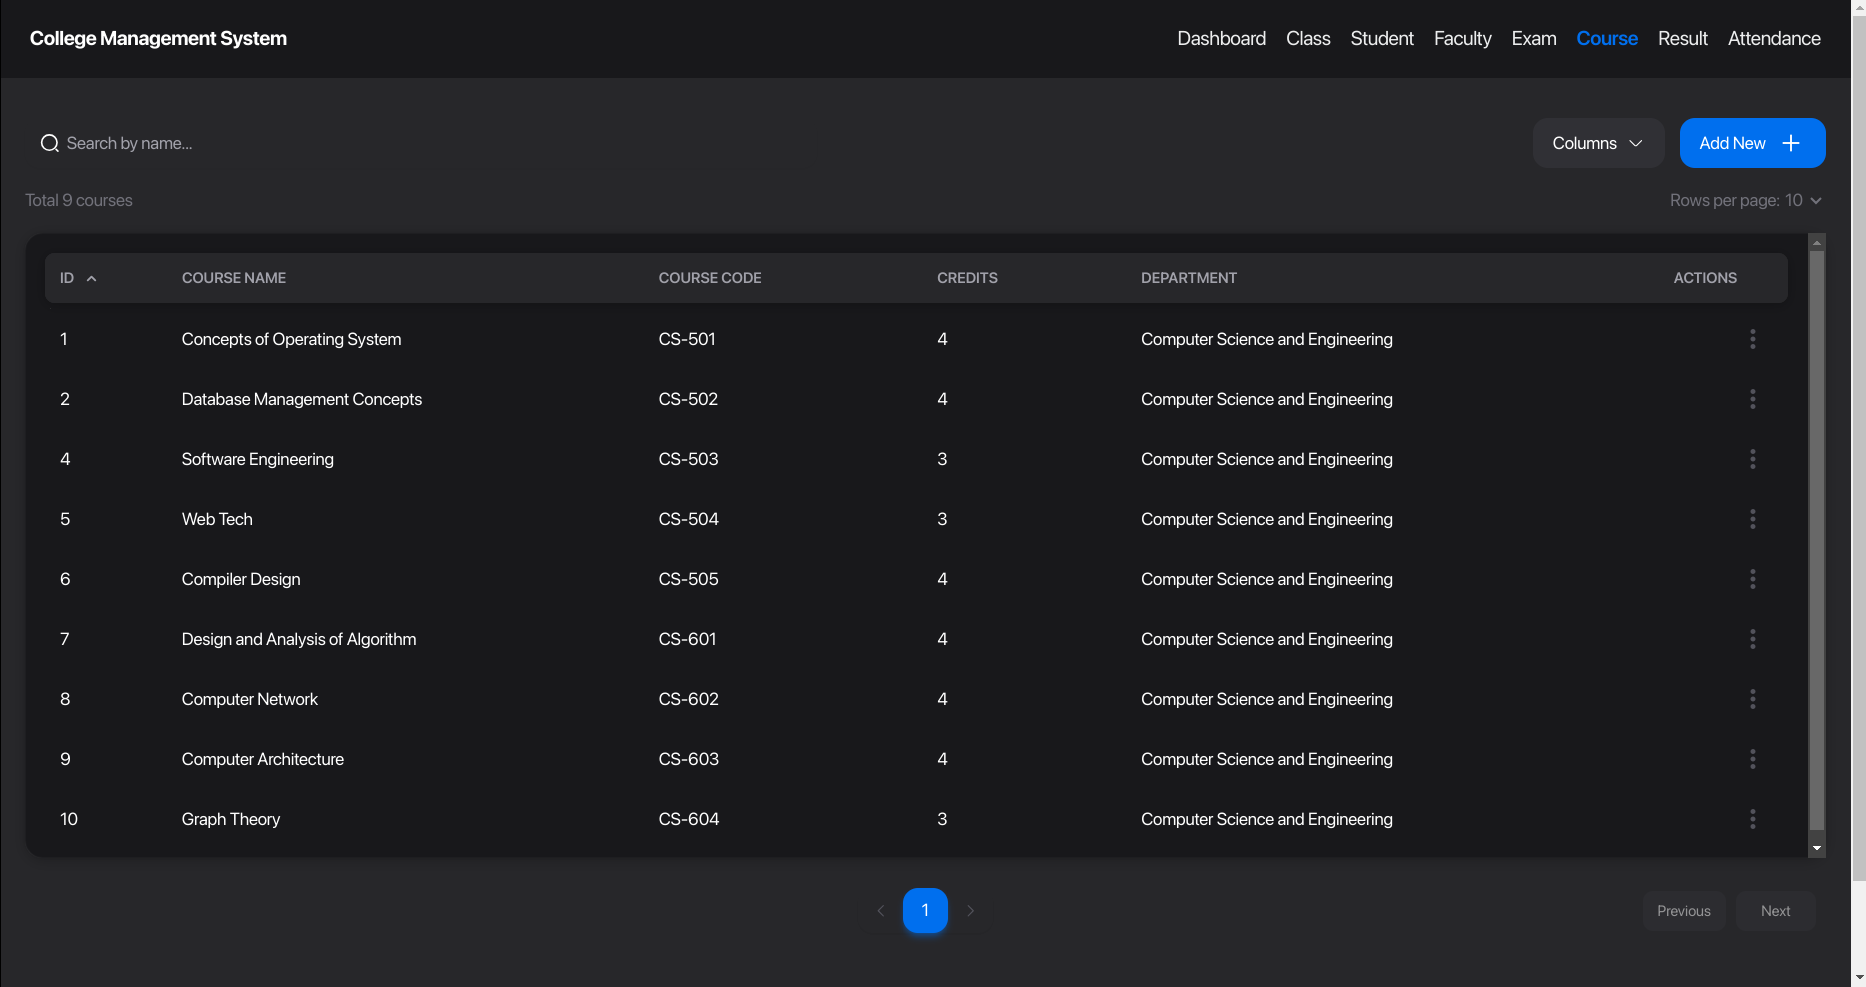 College Management System
Dashboard Class Student Faculty Exam Course Result Attendance
Search by name...
Columns
Add New
Total 9 courses
Rows per page: 10
ID COURSE NAME COURSE CODE CREDITS DEPARTMENT ACTIONS
1 Concepts of Operating System CS-501 4 Computer Science and Engineering
2 Database Management Concepts CS-502 4 Computer Science and Engineering
4 Software Engineering CS-503 3 Computer Science and Engineering
5 Web Tech CS-504 3 Computer Science and Engineering
6 Compiler Design CS-505 4 Computer Science and Engineering
7 Design and Analysis of Algorithm CS-601 4 Computer Science and Engineering
8 Computer Network CS-602 4 Computer Science and Engineering
9 Computer Architecture CS-603 4 Computer Science and Engineering
10 Graph Theory CS-604 3 Computer Science and Engineering
1
Previous Next